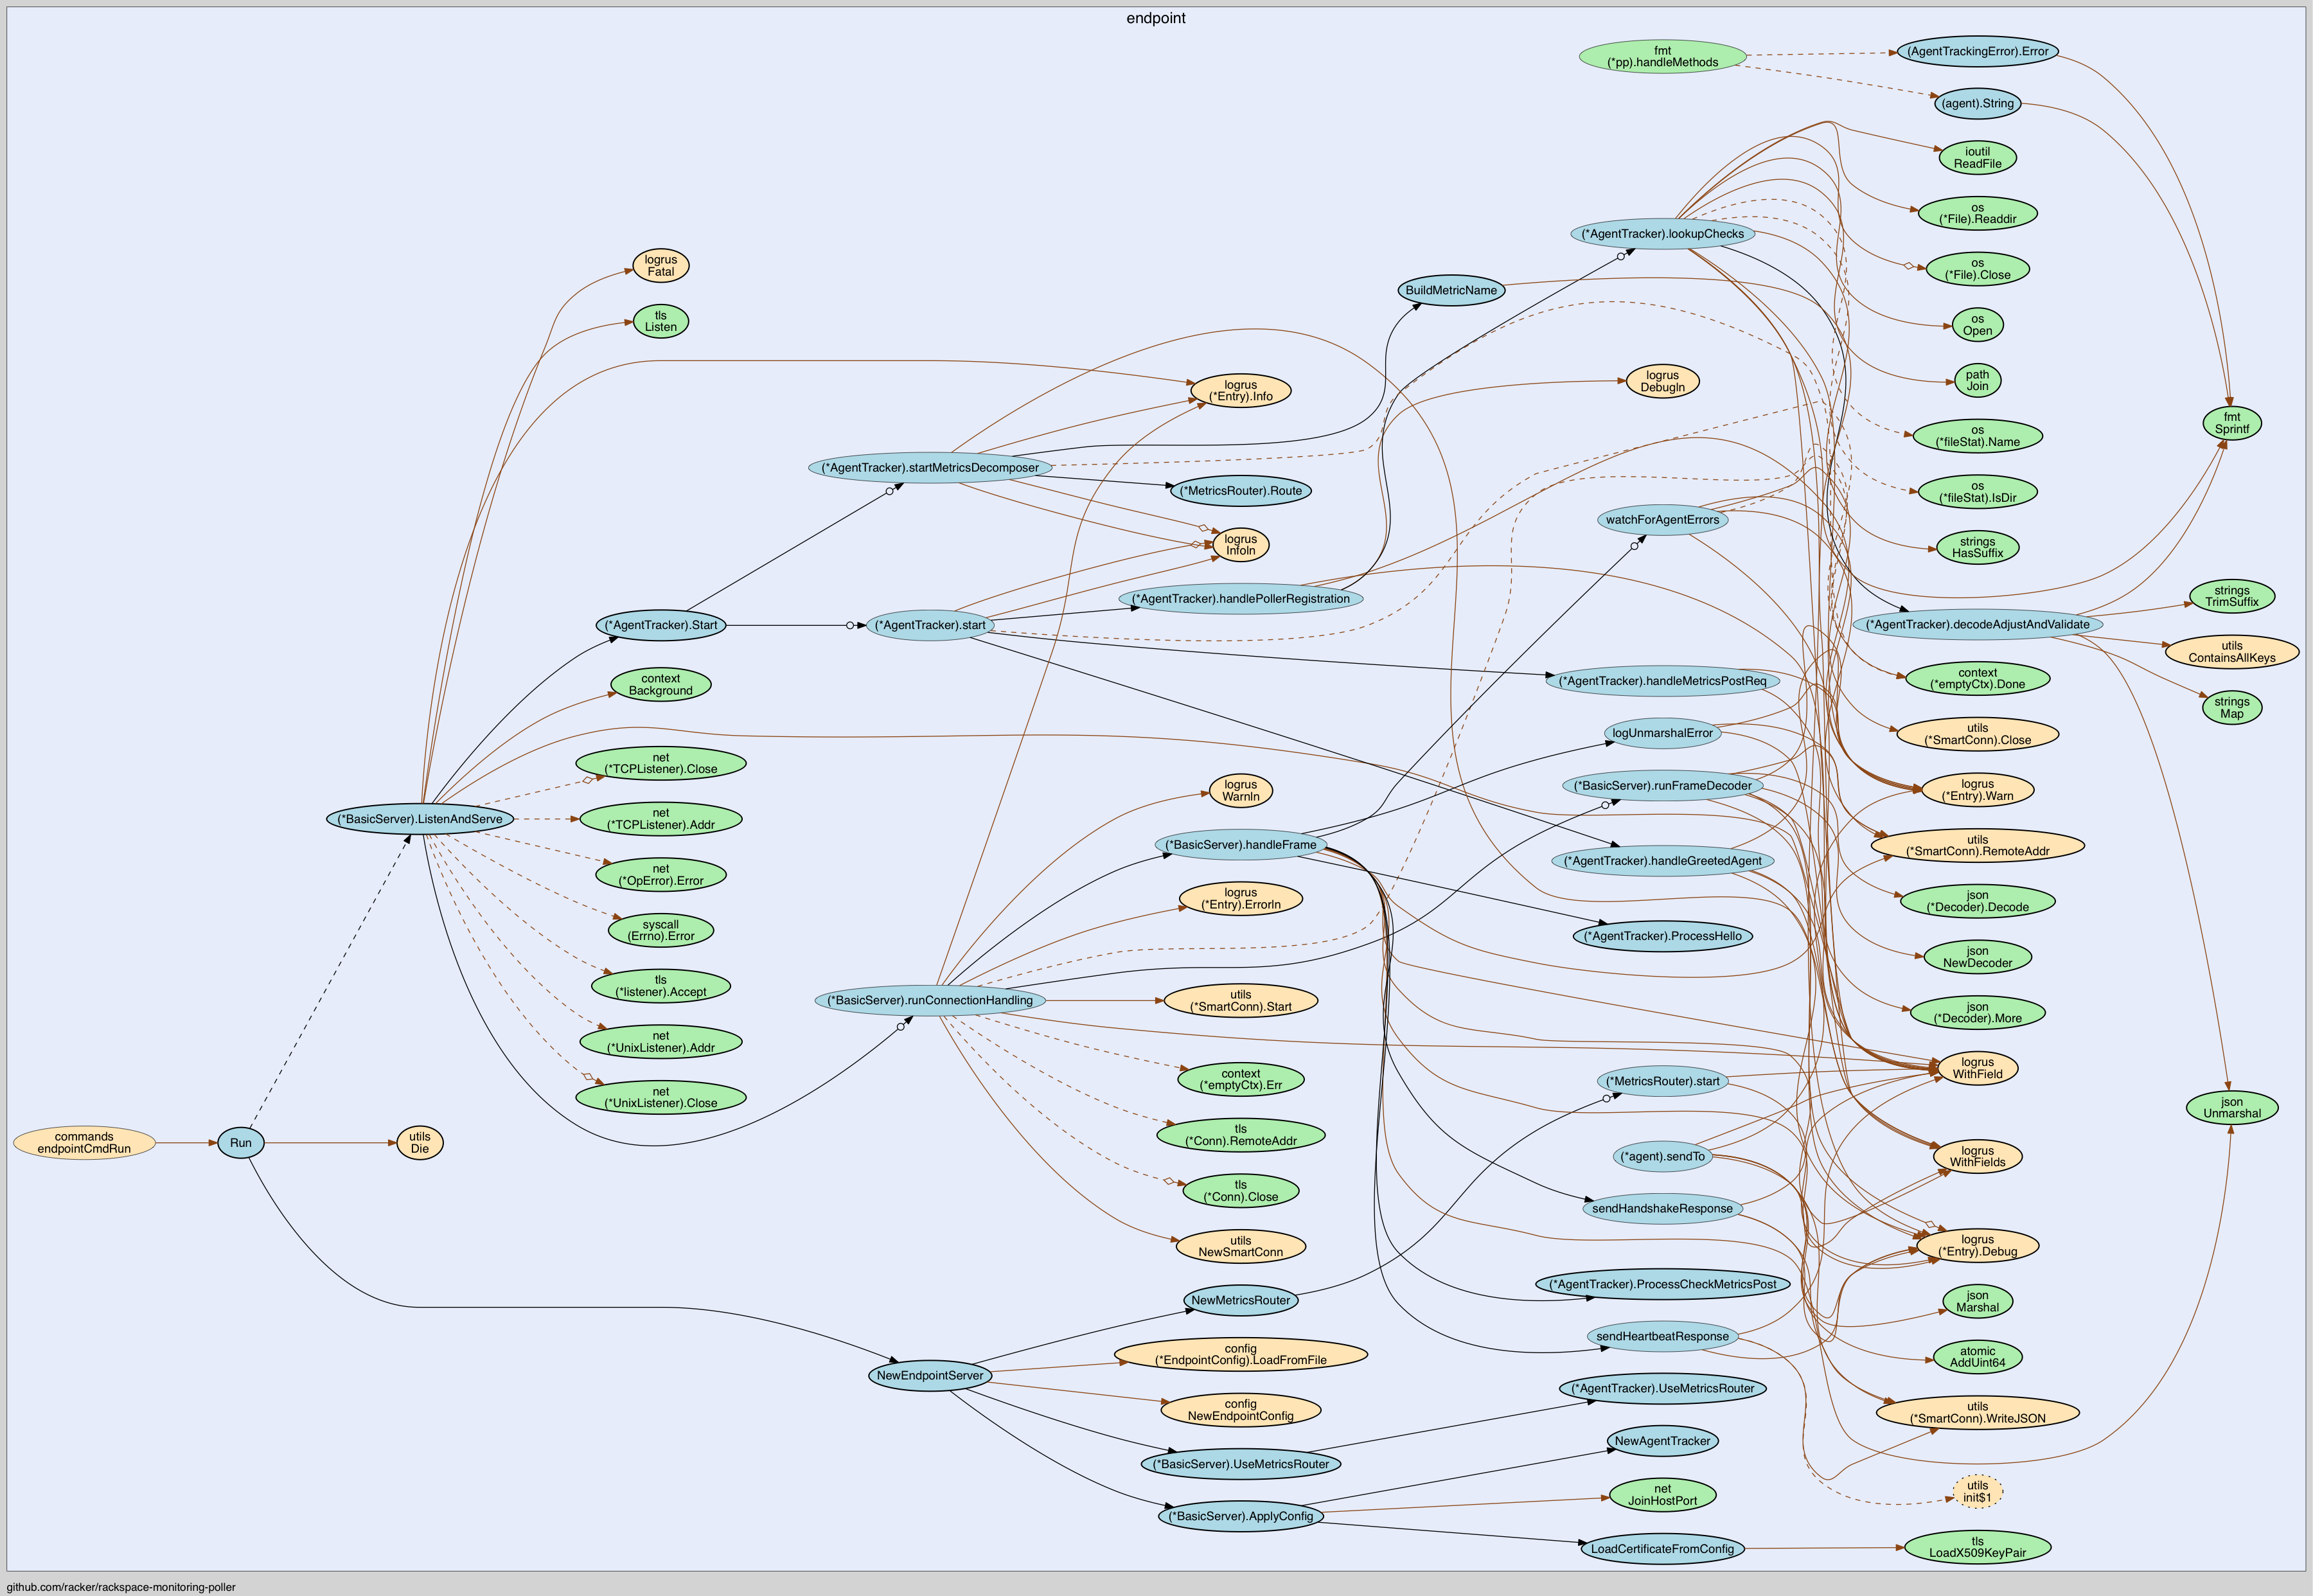 endpoint
fmt
(*pp).handleMethods
(AgentTrackingError).Error
(agent).String
ioutil
ReadFile
os
(*File).Readdir
os
(*File).Close
os
Open
path
Join
os
(*fileStat).Name
os
(*fileStat).IsDir
strings
HasSuffix
fmt
Sprintf
strings
TrimSuffix
utils
ContainsAllKeys
strings
Map
json
Unmarshal
(*AgentTracker).lookupChecks
BuildMetricName
logrus
Debugln
watchForAgentErrors
(*AgentTracker).decodeAdjustAndValidate
logrus
Fatal
tls
Listen
logrus
(*Entry).Info
(*AgentTracker).startMetricsDecomposer
(*MetricsRouter).Route
logrus
Infoln
(*AgentTracker).handlePollerRegistration
(*AgentTracker).Start
(*AgentTracker).start
(*AgentTracker).handleMetricsPostReq
context
(*emptyCtx).Done
context
Background
logUnmarshalError
utils
(*SmartConn).Close
net
(*TCPListener).Close
logrus
Warnln
(*BasicServer).runFrameDecoder
logrus
(*Entry).Warn
(*BasicServer).ListenAndServe
net
(*TCPListener).Addr
(*BasicServer).handleFrame
(*AgentTracker).handleGreetedAgent
utils
(*SmartConn).RemoteAddr
net
(*OpError).Error
logrus
(*Entry).Errorln
json
(*Decoder).Decode
syscall
(Errno).Error
(*AgentTracker).ProcessHello
json
NewDecoder
tls
(*listener).Accept
(*BasicServer).runConnectionHandling
utils
(*SmartConn).Start
json
(*Decoder).More
net
(*UnixListener).Addr
context
(*emptyCtx).Err
(*MetricsRouter).start
logrus
WithField
net
(*UnixListener).Close
commands
endpointCmdRun
Run
utils
Die
tls
(*Conn).RemoteAddr
(*agent).sendTo
logrus
WithFields
tls
(*Conn).Close
sendHandshakeResponse
utils
NewSmartConn
logrus
(*Entry).Debug
NewMetricsRouter
(*AgentTracker).ProcessCheckMetricsPost
json
Marshal
config
(*EndpointConfig).LoadFromFile
sendHeartbeatResponse
atomic
AddUint64
NewEndpointServer
config
NewEndpointConfig
(*AgentTracker).UseMetricsRouter
utils
(*SmartConn).WriteJSON
(*BasicServer).UseMetricsRouter
NewAgentTracker
net
JoinHostPort
utils
init$1
(*BasicServer).ApplyConfig
LoadCertificateFromConfig
tls
LoadX509KeyPair
github.com/racker/rackspace-monitoring-poller